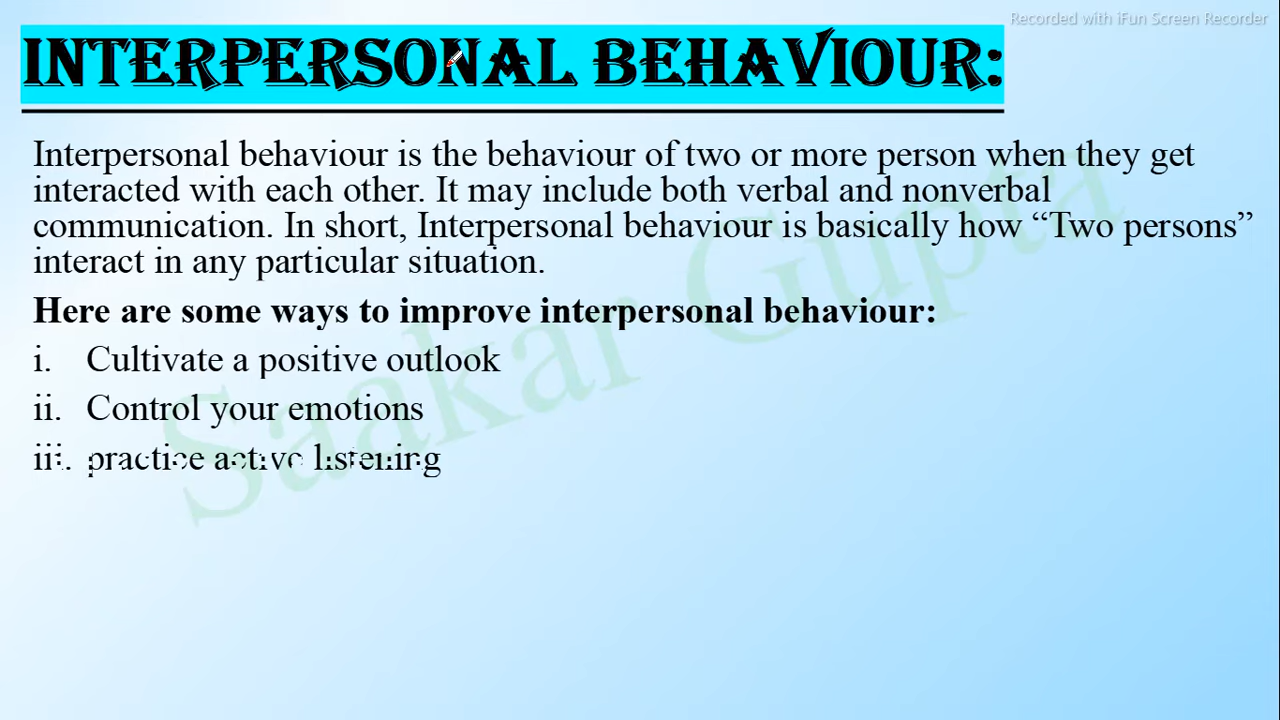 Recorded with iFun Screen Recorder
INTERPERSONAL BEHAVIOUR:
Interpersonal behaviour is the behaviour of two or more person when they get
interacted with each other. It may include both verbal and nonverbal
communication. In short, Interpersonal behaviour is basically how “Two persons”
interact in any particular situation.
Here are some ways to improve interpersonal behaviour:
i. Cultivate a positive outlook
ii. Control your emotions
iii. practice active listening
Saakar Gupta